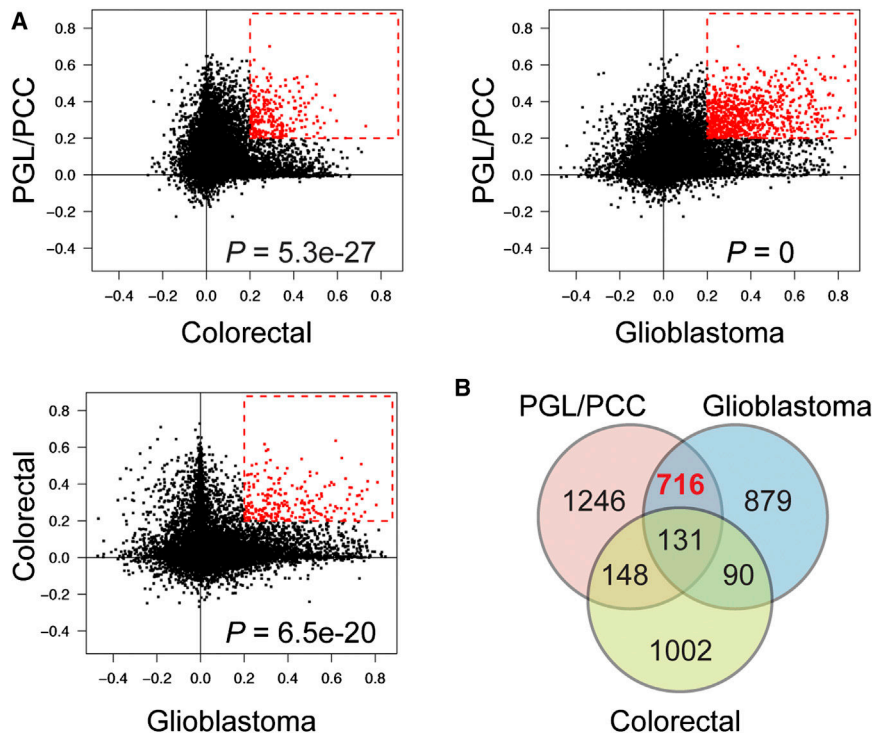 A
PGL/PCC
0.8
0.6
0.4
0.2
0.0
−0.2
−0.4
P = 5.3e-27
−0.4 −0.2 0.0 0.2 0.4 0.6 0.8
Colorectal
PGL/PCC
0.8
0.6
0.4
0.2
0.0
−0.2
−0.4
P = 0
−0.4 −0.2 0.0 0.2 0.4 0.6 0.8
Glioblastoma
Colorectal
0.8
0.6
0.4
0.2
0.0
−0.2
−0.4
P = 6.5e-20
−0.4 −0.2 0.0 0.2 0.4 0.6 0.8
Glioblastoma
B
PGL/PCC Glioblastoma
1246 716 879
131
148 90
1002
Colorectal